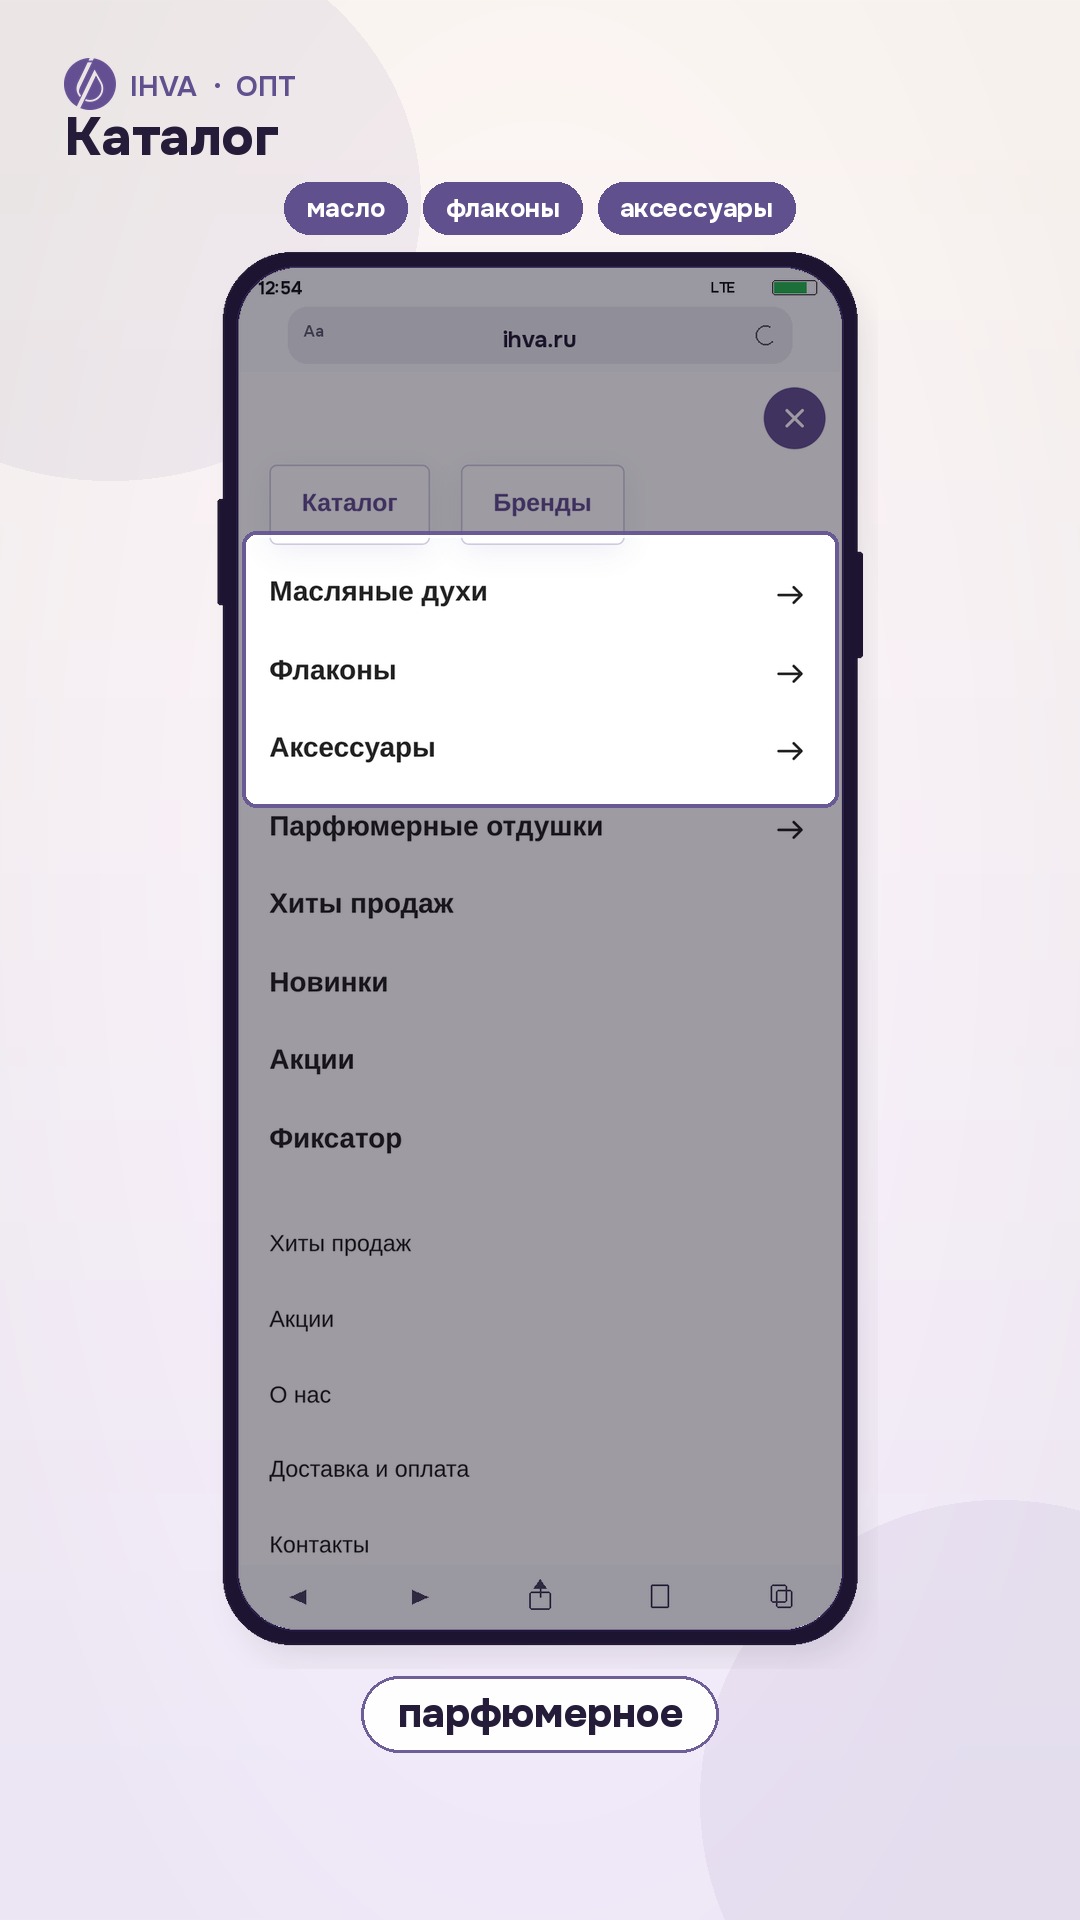 IHVA · ОПТ
Каталог
масло флаконы аксессуары
12:54 LTE
Aa ihva.ru
Каталог Бренды
Масляные духи
Флаконы
Аксессуары
Парфюмерные отдушки
Хиты продаж
Новинки
Акции
Фиксатор
Хиты продаж
Акции
О нас
Доставка и оплата
Контакты
парфюмерное